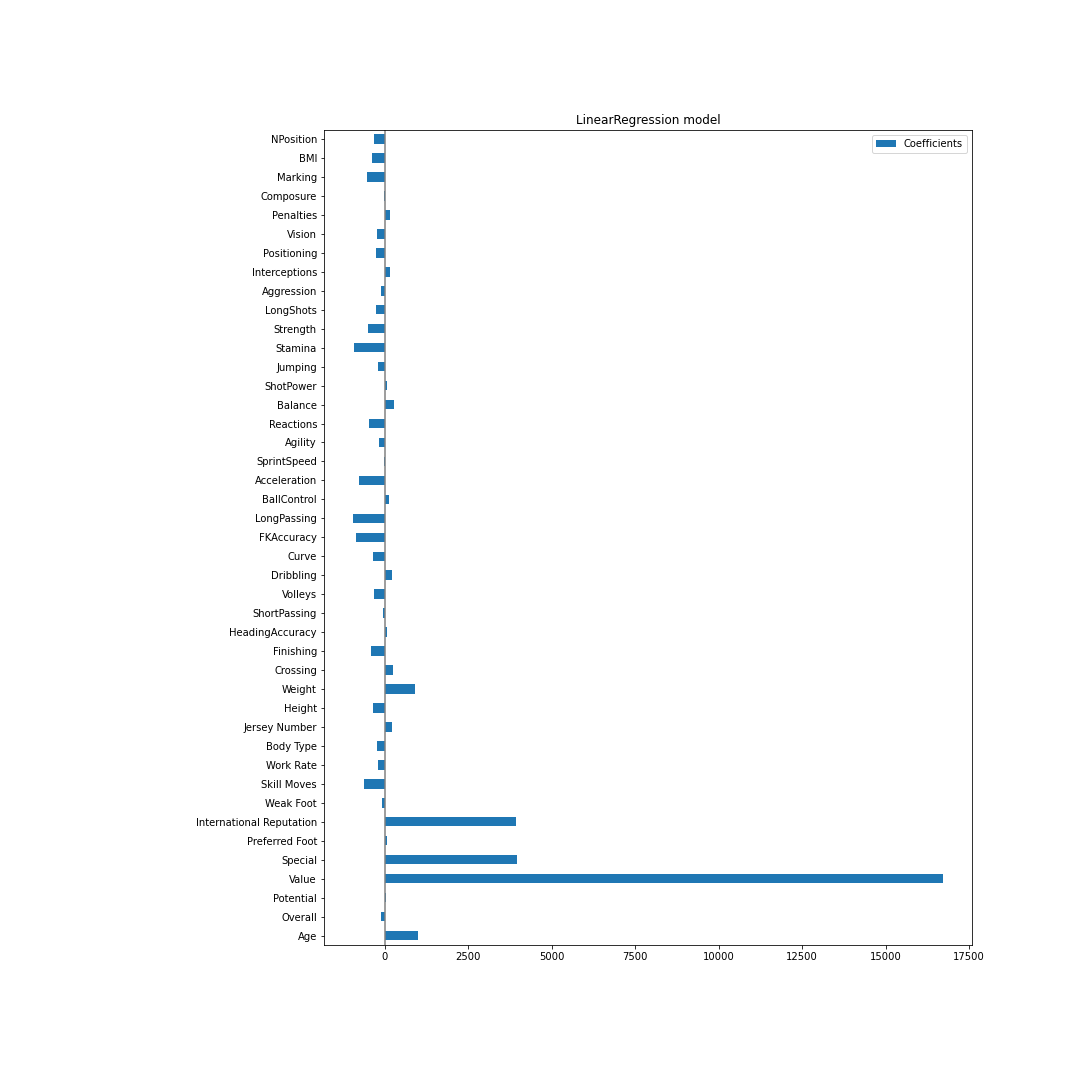 LinearRegression model
Coefficients
NPosition
BMI
Marking
Composure
Penalties
Vision
Positioning
Interceptions
Aggression
LongShots
Strength
Stamina
Jumping
ShotPower
Balance
Reactions
Agility
SprintSpeed
Acceleration
BallControl
LongPassing
FKAccuracy
Curve
Dribbling
Volleys
ShortPassing
HeadingAccuracy
Finishing
Crossing
Weight
Height
Jersey Number
Body Type
Work Rate
Skill Moves
Weak Foot
International Reputation
Preferred Foot
Special
Value
Potential
Overall
Age
0 2500 5000 7500 10000 12500 15000 17500